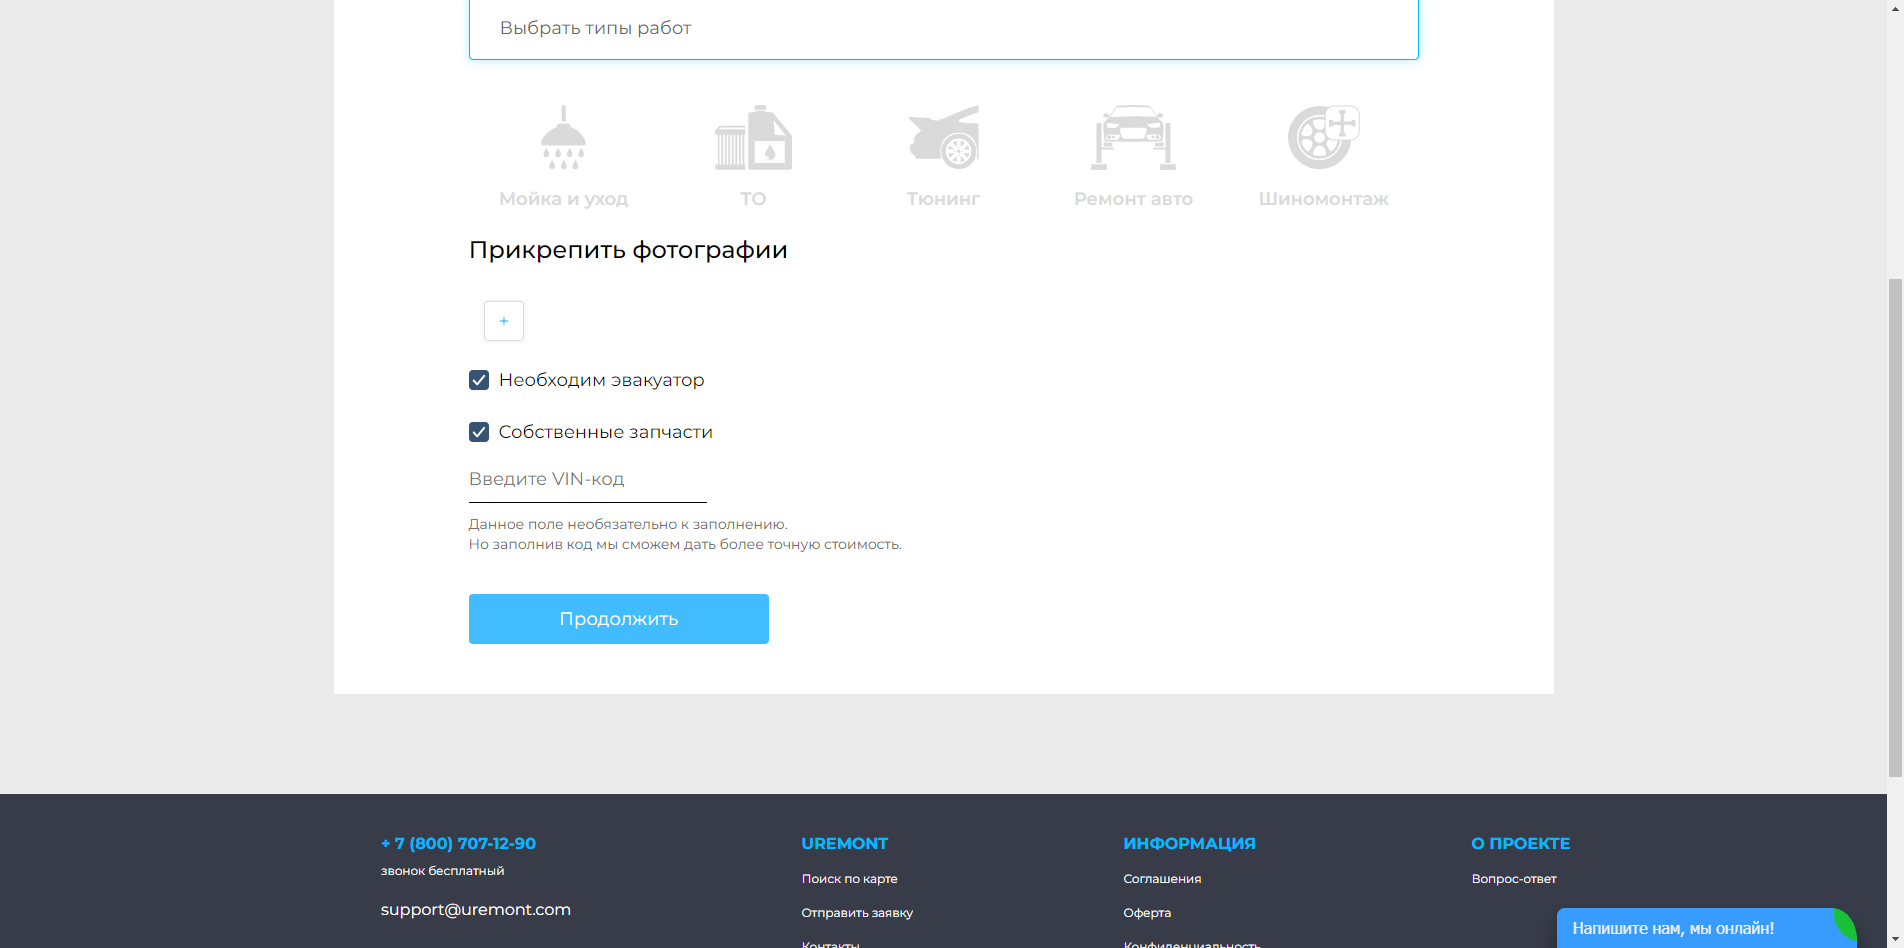 Выбрать типы работ
Мойка и уход
ТО
Тюнинг
Ремонт авто
Шиномонтаж
Прикрепить фотографии
+
Необходим эвакуатор
Собственные запчасти
Введите VIN-код
Данное поле необязательно к заполнению.
Но заполнив код мы сможем дать более точную стоимость.
Продолжить
+ 7 (800) 707-12-90
звонок бесплатный
support@uremont.com
UREMONT
Поиск по карте
Отправить заявку
Контакты
ИНФОРМАЦИЯ
Соглашения
Оферта
Конфиденциальность
О ПРОЕКТЕ
Вопрос-ответ
Напишите нам, мы онлайн!